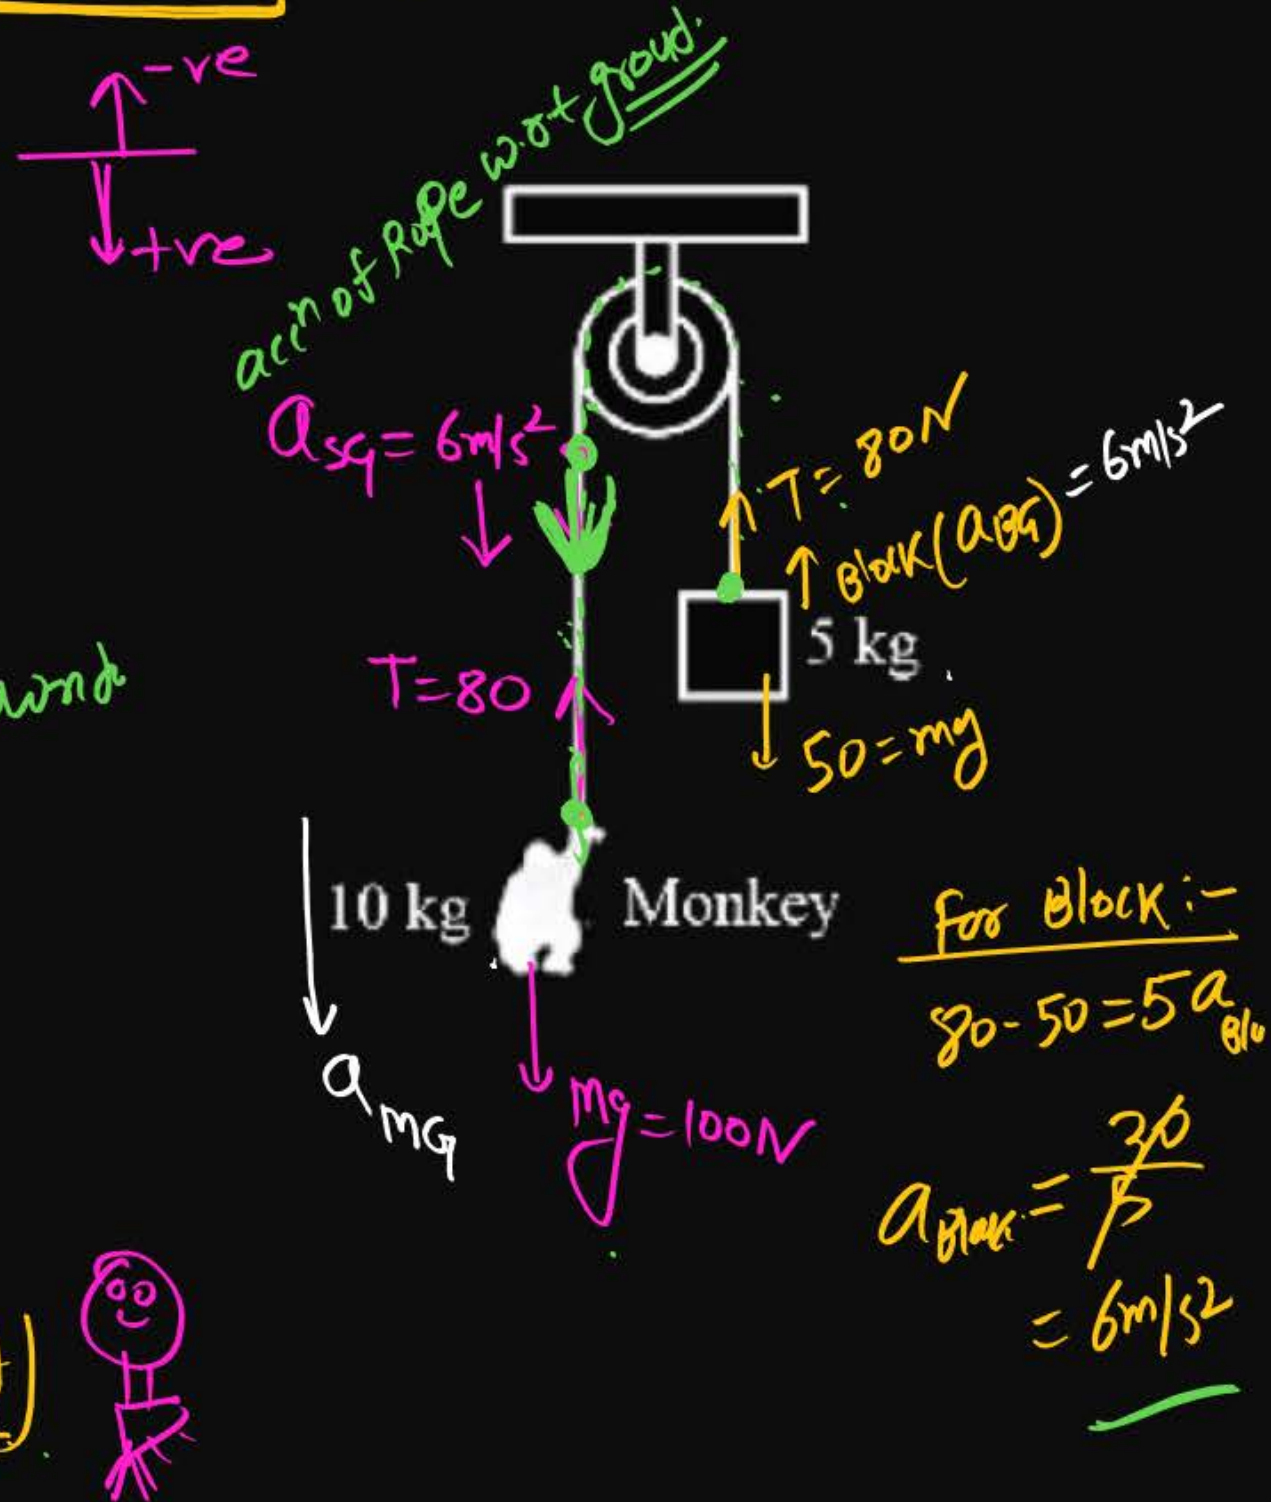 -ve
+ve
accⁿ of Rope w.r.t groud.
a_SG = 6m/s²
T = 80N
Block (a_BG) = 6m/s²
5 kg
T=80
50=mg
10 kg
Monkey
a_MG
mg=100N
For Block :-
80-50=5a
a_Block = 30/5
= 6m/s²